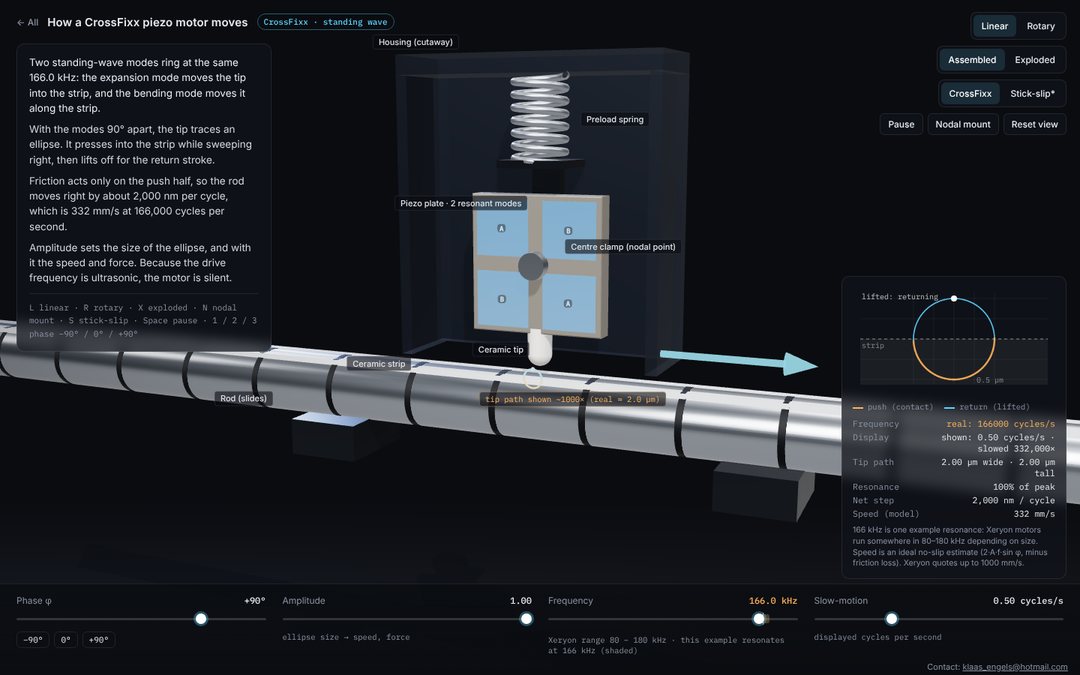 ← All
How a CrossFixx piezo motor moves
CrossFixx · standing wave
Linear
Rotary
Assembled
Exploded
CrossFixx
Stick-slip*
Pause
Nodal mount
Reset view
Two standing-wave modes ring at the same
166.0 kHz: the expansion mode moves the tip
into the strip, and the bending mode moves it
along the strip.
With the modes 90° apart, the tip traces an
ellipse. It presses into the strip while sweeping
right, then lifts off for the return stroke.
Friction acts only on the push half, so the rod
moves right by about 2,000 nm per cycle,
which is 332 mm/s at 166,000 cycles per
second.
Amplitude sets the size of the ellipse, and with
it the speed and force. Because the drive
frequency is ultrasonic, the motor is silent.
L linear · R rotary · X exploded · N nodal
mount · S stick-slip · Space pause · 1 / 2 / 3
phase −90° / 0° / +90°
Housing (cutaway)
Preload spring
Piezo plate · 2 resonant modes
A
B
Centre clamp (nodal point)
B
A
Ceramic tip
Ceramic strip
Rod (slides)
tip path shown ~1000× (real ≈ 2.0 µm)
lifted: returning
strip
0.5 µm
push (contact)
return (lifted)
Frequency
real: 166000 cycles/s
Display
shown: 0.50 cycles/s ·
slowed 332,000×
Tip path
2.00 µm wide · 2.00 µm
tall
Resonance
100% of peak
Net step
2,000 nm / cycle
Speed (model)
332 mm/s
166 kHz is one example resonance: Xeryon motors
run somewhere in 80–180 kHz depending on size.
Speed is an ideal no-slip estimate (2·A·f·sin φ, minus
friction loss). Xeryon quotes up to 1000 mm/s.
Phase φ
+90°
−90°
0°
+90°
Amplitude
1.00
ellipse size → speed, force
Frequency
166.0 kHz
Xeryon range 80 – 180 kHz · this example resonates
at 166 kHz (shaded)
Slow-motion
0.50 cycles/s
displayed cycles per second
Contact: klaas_engels@hotmail.com